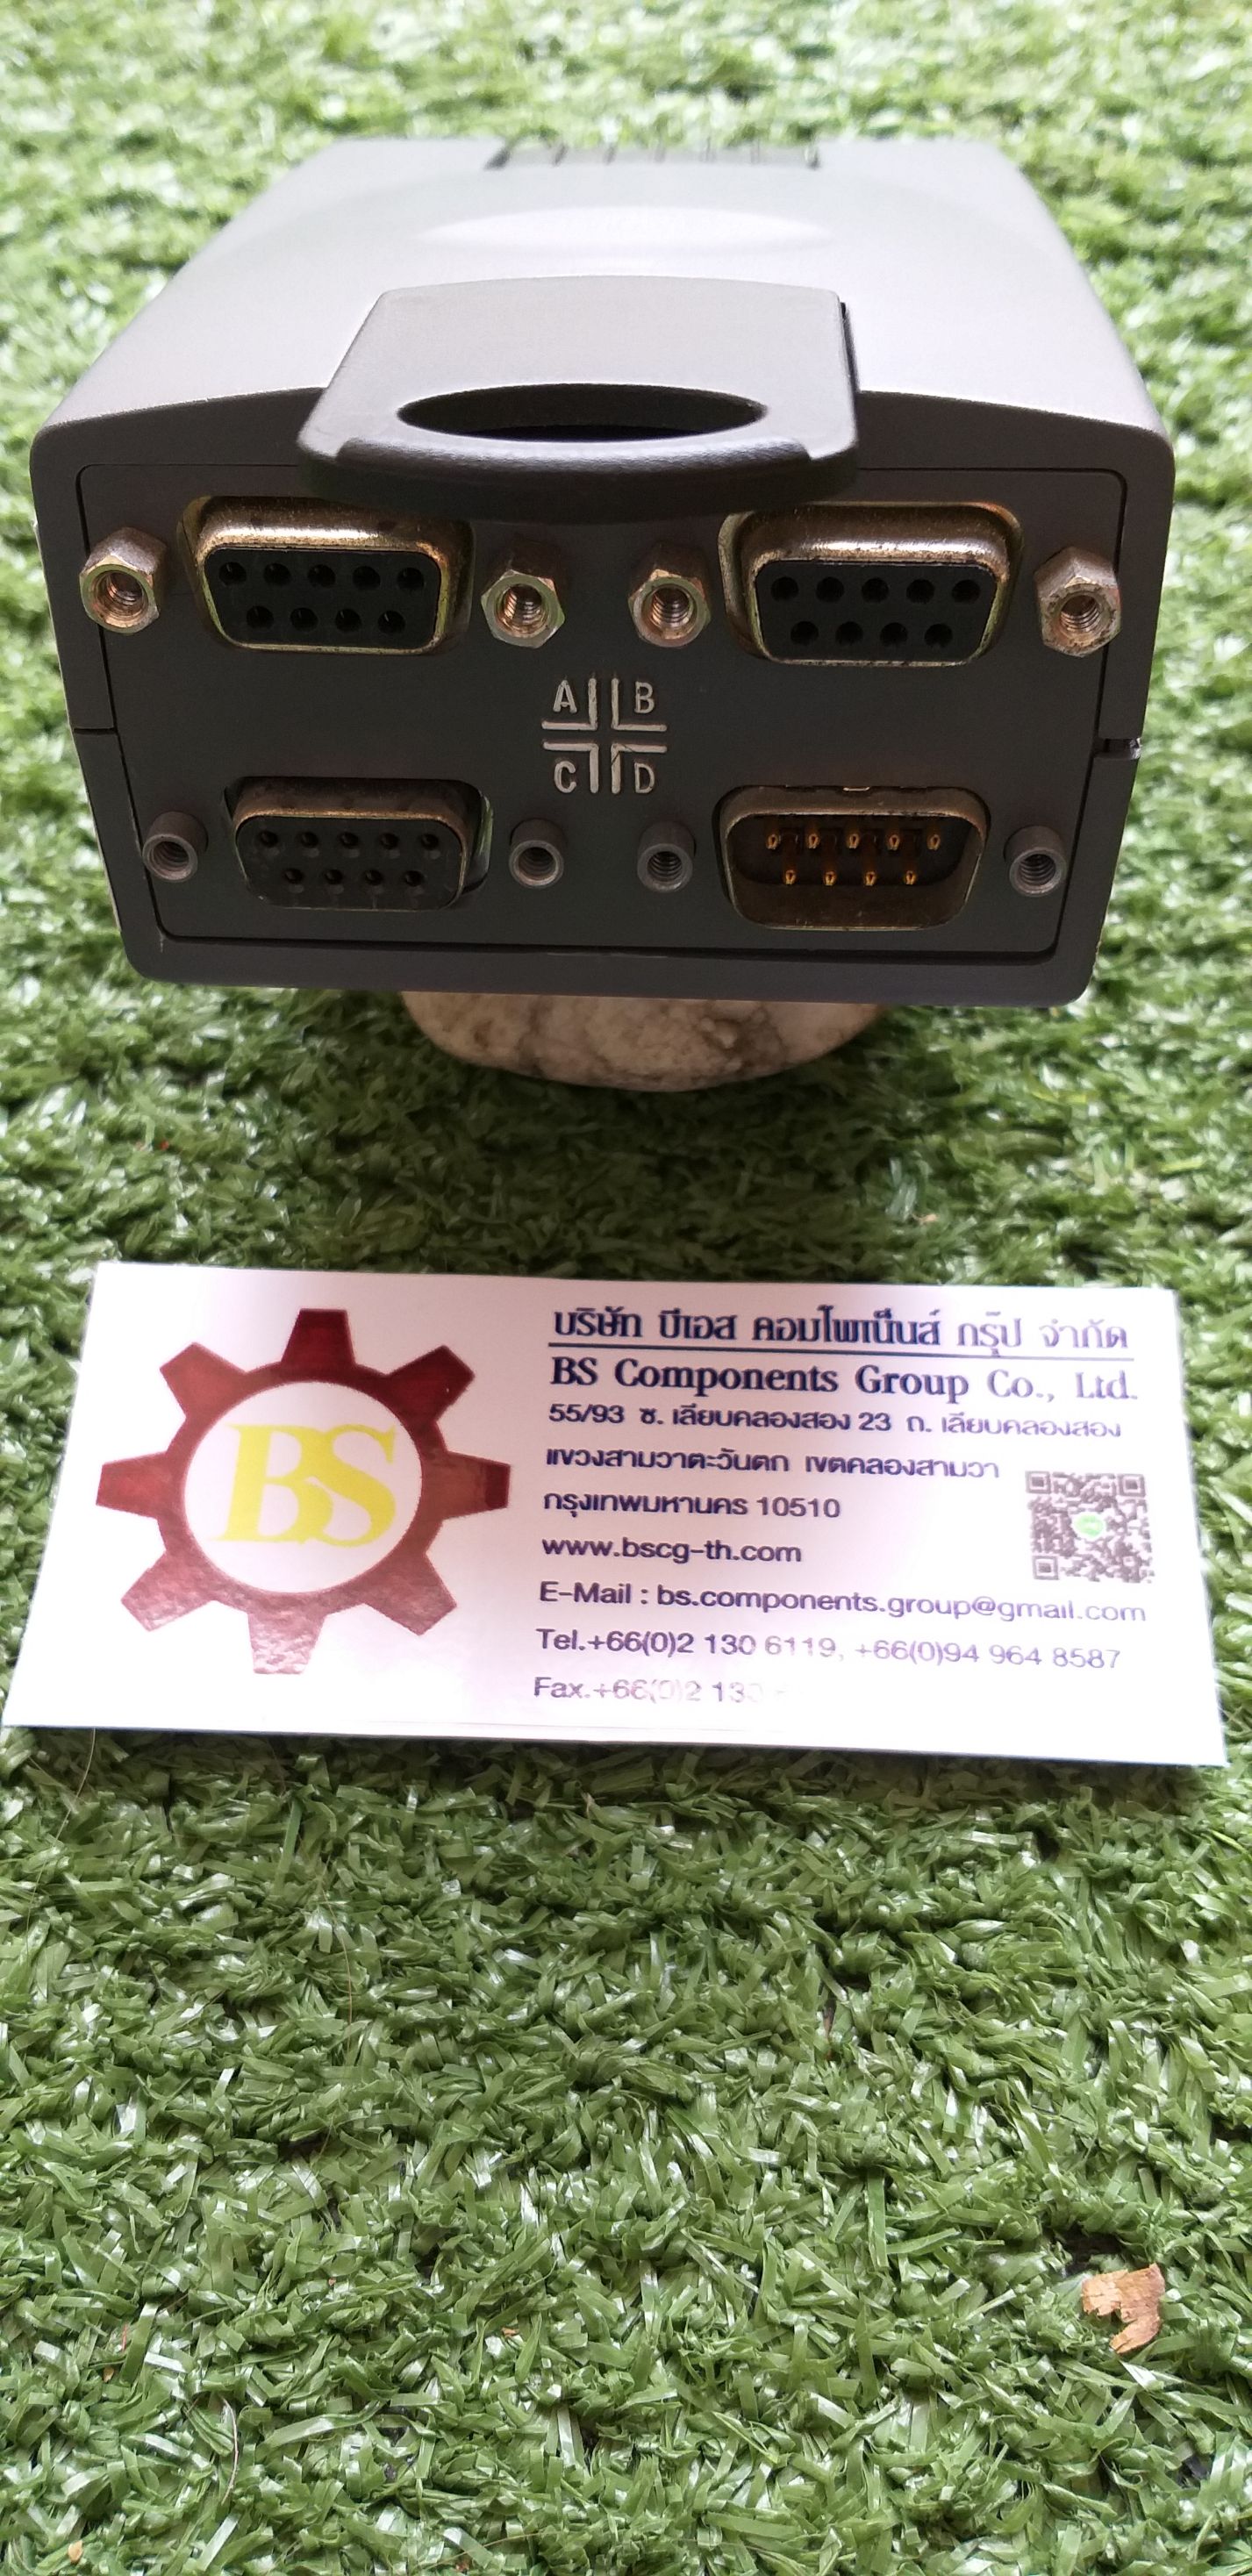 A B
C D
BS
บริษัท บีเอส คอมโพเน็นส์ กรุ๊ป จำกัด
BS Components Group Co., Ltd.
55/93 ซ. เลียบคลองสอง 23 ถ. เลียบคลองสอง
แขวงสามวาตะวันตก เขตคลองสามวา
กรุงเทพมหานคร 10510
www.bscg-th.com
E-Mail : bs.components.group@gmail.com
Tel.+66(0)2 130 6119, +66(0)94 964 8587
Fax.+66(0)2 130